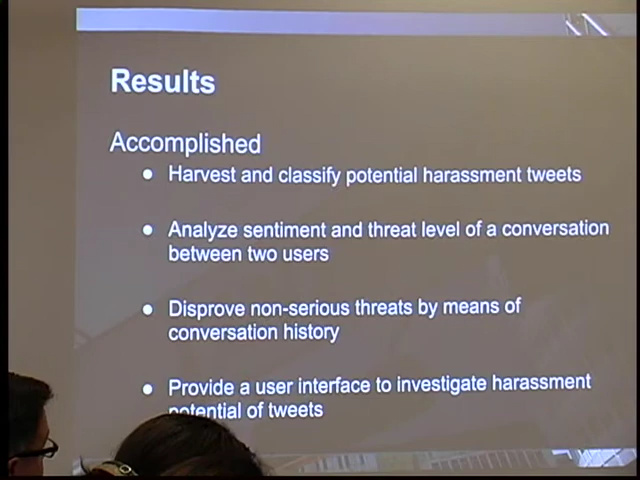 Results
Accomplished
● Harvest and classify potential harassment tweets
● Analyze sentiment and threat level of a conversation
between two users
● Disprove non-serious threats by means of
conversation history
● Provide a user interface to investigate harassment
potential of tweets